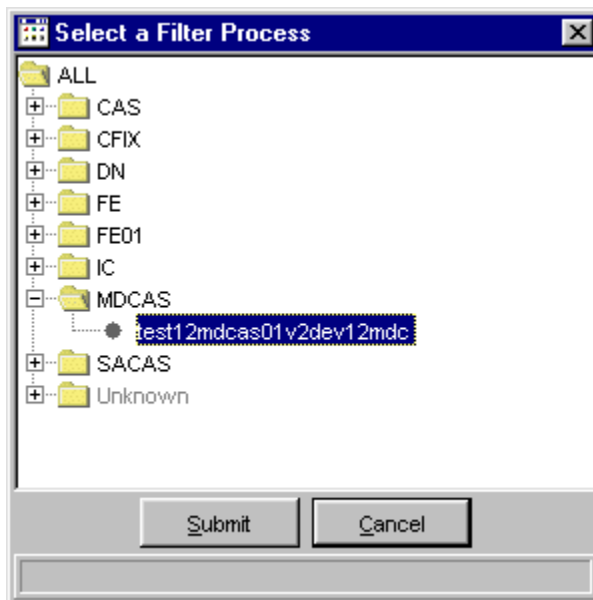 Select a Filter Process
ALL
CAS
CFIX
DN
FE
FE01
IC
MDCAS
test12mdcas01v2dev12mdc
SACAS
Unknown
Submit Cancel